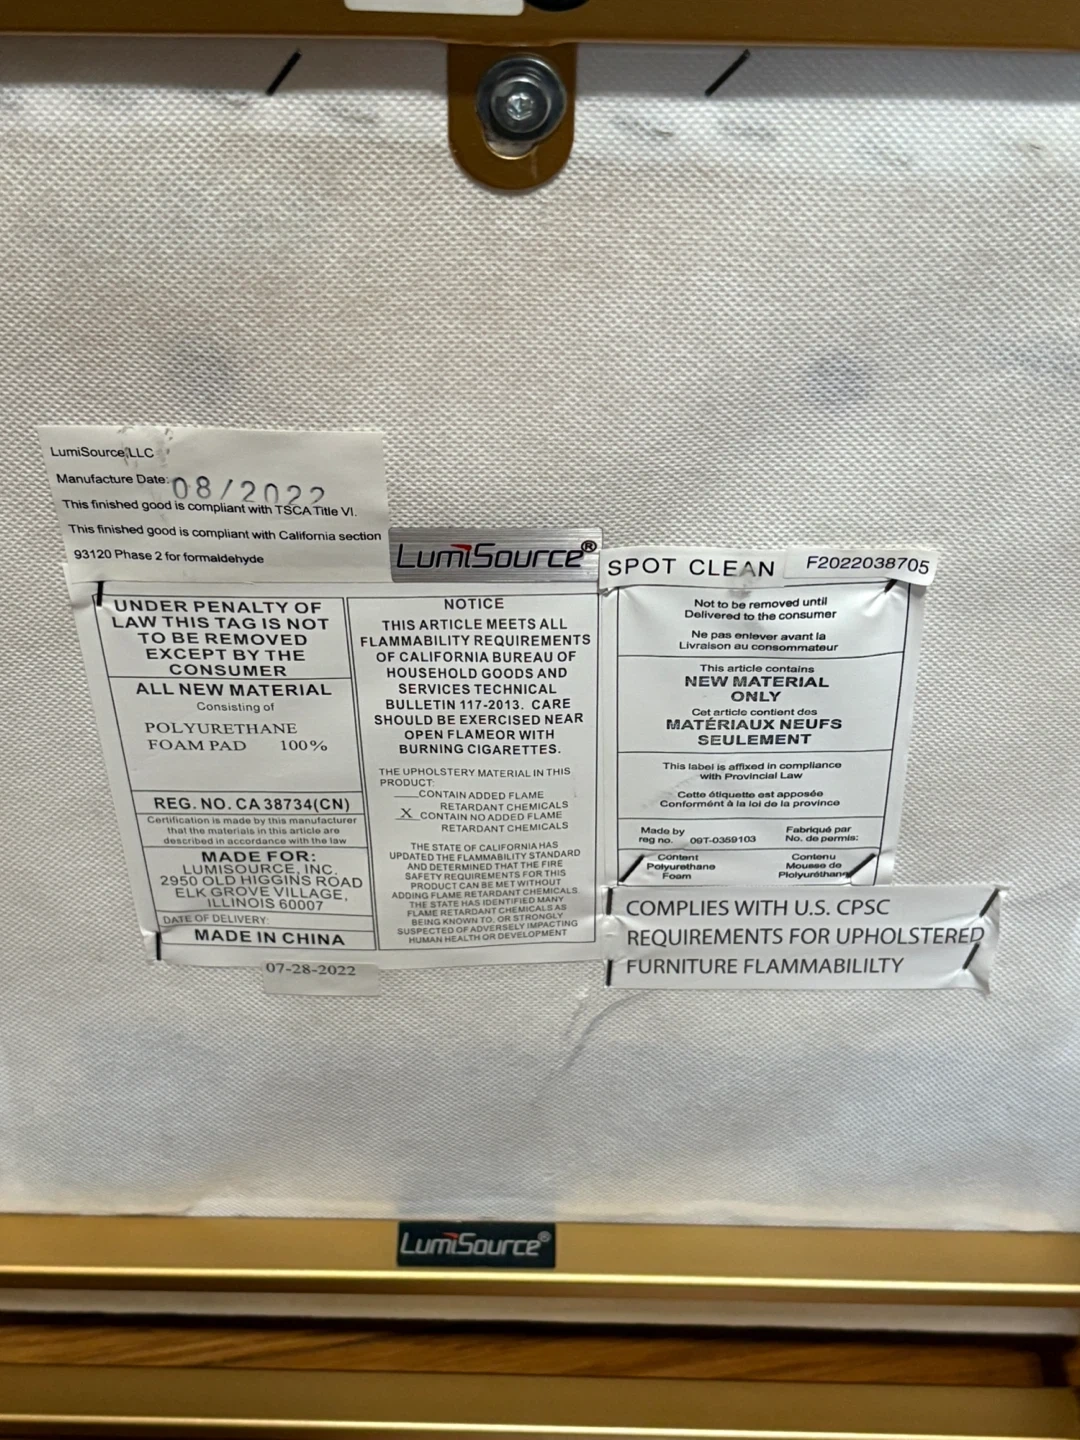 LumiSource,LLC
Manufacture Date: 08/2022
This finished good is compliant with TSCA Title VI.
This finished good is compliant with California section
93120 Phase 2 for formaldehyde
LumiSource®
SPOT CLEAN
F2022038705
UNDER PENALTY OF
LAW THIS TAG IS NOT
TO BE REMOVED
EXCEPT BY THE
CONSUMER
ALL NEW MATERIAL
Consisting of
POLYURETHANE
FOAM PAD 100%
REG. NO. CA 38734(CN)
Certification is made by this manufacturer
that the materials in this article are
described in accordance with the law
MADE FOR:
LUMISOURCE, INC.
2950 OLD HIGGINS ROAD
ELK GROVE VILLAGE,
ILLINOIS 60007
DATE OF DELIVERY:
MADE IN CHINA
07-28-2022
NOTICE
THIS ARTICLE MEETS ALL
FLAMMABILITY REQUIREMENTS
OF CALIFORNIA BUREAU OF
HOUSEHOLD GOODS AND
SERVICES TECHNICAL
BULLETIN 117-2013. CARE
SHOULD BE EXERCISED NEAR
OPEN FLAMEOR WITH
BURNING CIGARETTES.
THE UPHOLSTERY MATERIAL IN THIS
PRODUCT:
___CONTAIN ADDED FLAME
RETARDANT CHEMICALS
X CONTAIN NO ADDED FLAME
RETARDANT CHEMICALS
THE STATE OF CALIFORNIA HAS
UPDATED THE FLAMMABILITY STANDARD
AND DETERMINED THAT THE FIRE
SAFETY REQUIREMENTS FOR THIS
PRODUCT CAN BE MET WITHOUT
ADDING FLAME RETARDANT CHEMICALS
THE STATE HAS IDENTIFIED MANY
FLAME RETARDANT CHEMICALS AS
BEING KNOWN TO, OR STRONGLY
SUSPECTED OF ADVERSELY IMPACTING
HUMAN HEALTH OR DEVELOPMENT
Not to be removed until
Delivered to the consumer
Ne pas enlever avant la
Livraison au consommateur
This article contains
NEW MATERIAL
ONLY
Cet article contient des
MATÉRIAUX NEUFS
SEULEMENT
This label is affixed in compliance
with Provincial Law
Cette étiquette est apposée
Conformément à la loi de la province
Made by
reg no. 09T-0359103
Fabriqué par
No. de permis:
Content
Polyurethane
Foam
Contenu
Mousse de
Plolyuréthane
COMPLIES WITH U.S. CPSC
REQUIREMENTS FOR UPHOLSTERED
FURNITURE FLAMMABILILTY
LumiSource®